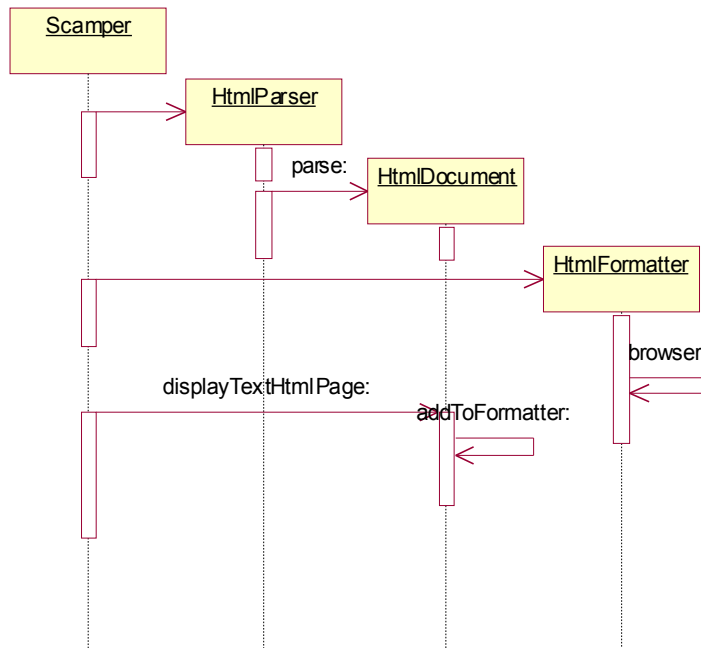 Scamper
HtmlParser
parse:
HtmlDocument
HtmlFormatter
browser
displayTextHtmlPage:
addToFormatter: